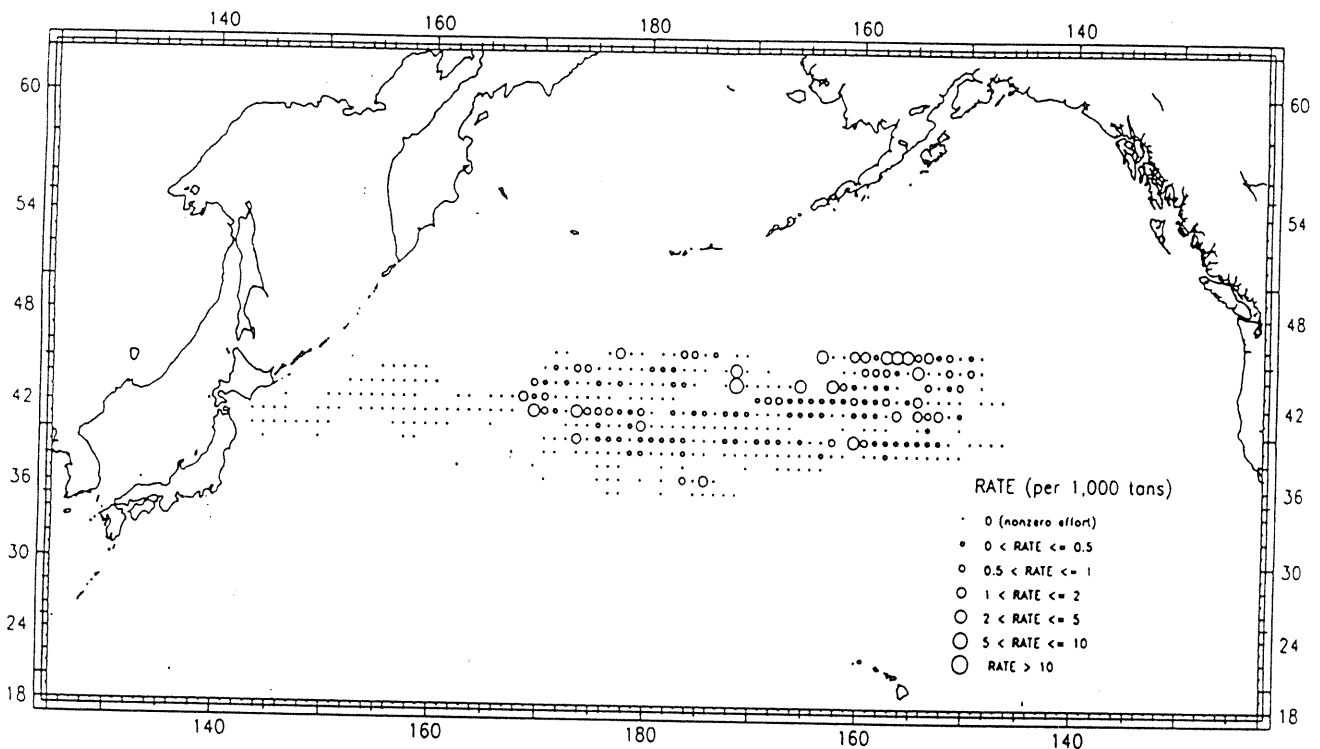 140 160 180 160 140
60 60
54 54
48 48
42 42
36 36
RATE (per 1,000 tans)
0 (nonzero effort)
0 < RATE <= 0.5
0.5 < RATE <= 1
1 < RATE <= 2
2 < RATE <= 5
5 < RATE <= 10
RATE > 10
30 30
24 24
18 18
140 160 180 160 140